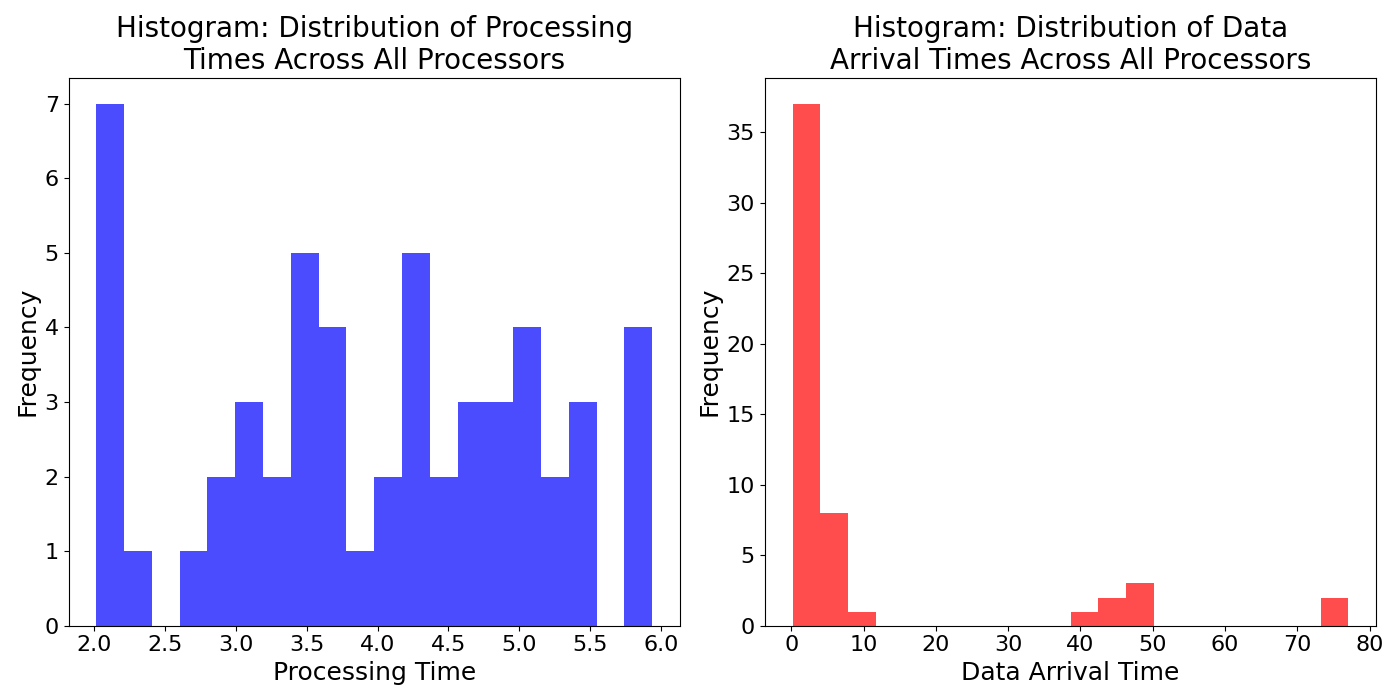 Histogram: Distribution of Processing
Times Across All Processors
7
6
5
4
3
2
1
0
Frequency
2.0 2.5 3.0 3.5 4.0 4.5 5.0 5.5 6.0
Processing Time
Histogram: Distribution of Data
Arrival Times Across All Processors
35
30
25
20
15
10
5
0
Frequency
0 10 20 30 40 50 60 70 80
Data Arrival Time